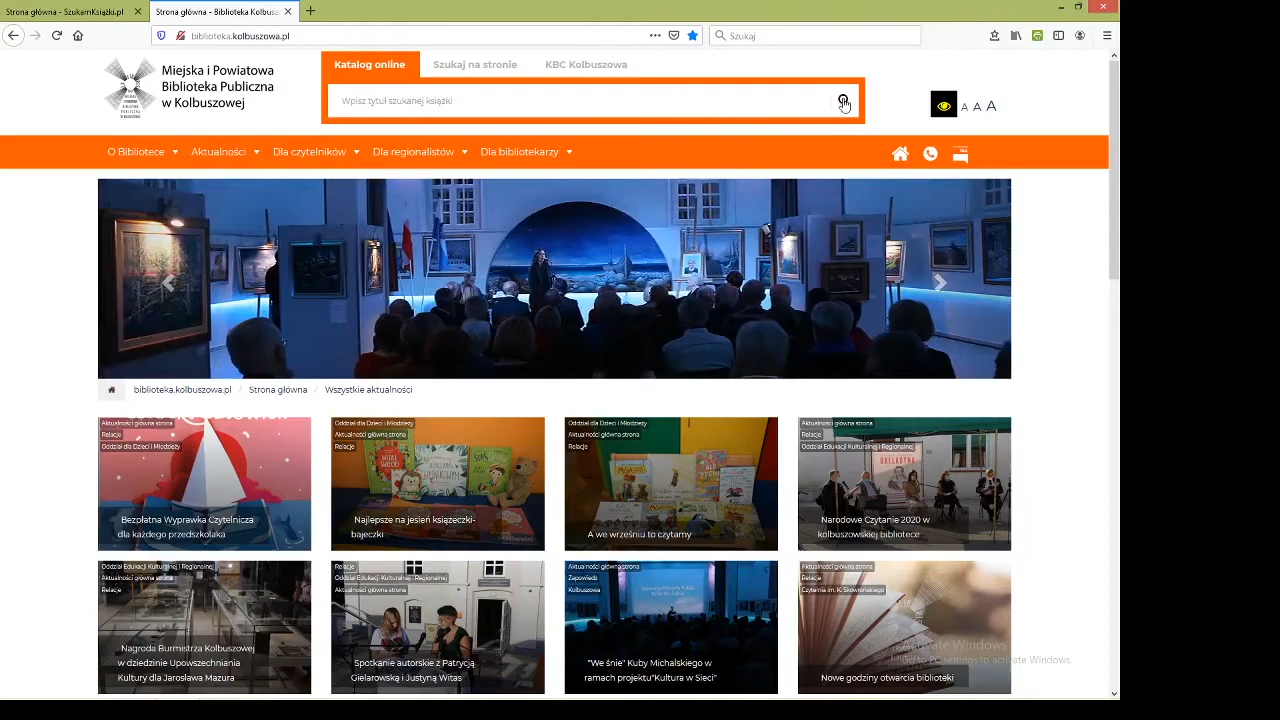 Strona główna - SzukamKsiążki.pl
Strona główna - Biblioteka Kolbus
biblioteka.kolbuszowa.pl
Szukaj
Miejska i Powiatowa
Biblioteka Publiczna
w Kolbuszowej
Katalog online
Szukaj na stronie
KBC Kolbuszowa
Wpisz tytuł szukanej książki
A A A
O Bibliotece
Aktualności
Dla czytelników
Dla regionalistów
Dla bibliotekarzy
biblioteka.kolbuszowa.pl / Strona główna / Wszystkie aktualności
Aktualności główna strona
Relacje
Oddział dla Dzieci i Młodzieży
Bezpłatna Wyprawka Czytelnicza
dla każdego przedszkolaka
Oddział dla Dzieci i Młodzieży
Aktualności główna strona
Relacje
Najlepsze na jesień książeczki-
bajeczki
Oddział dla Dzieci i Młodzieży
Aktualności główna strona
Relacje
A we wrześniu to czytamy
Aktualności główna strona
Relacje
Oddział Edukacji Kulturalnej i Regionalnej
BALLADYNA
Narodowe Czytanie 2020 w
kolbuszowskiej bibliotece
Oddział Edukacji Kulturalnej i Regionalnej
Aktualności główna strona
Relacje
Nagroda Burmistrza Kolbuszowej
w dziedzinie Upowszechniania
Kultury dla Jarosława Mazura
Relacje
Oddział Edukacji Kulturalnej i Regionalnej
Aktualności główna strona
Spotkanie autorskie z Patrycją
Gielarowską i Justyną Witas
Aktualności główna strona
Zapowiedz
Kolbuszowa
"We śnie" Kuby Michalskiego w
ramach projektu"Kultura w Sieci"
Aktualności główna strona
Relacje
Czytelnia im. K. Skowrońskiego
Nowe godziny otwarcia biblioteki
Activate Windows
Go to PC settings to activate Windows.